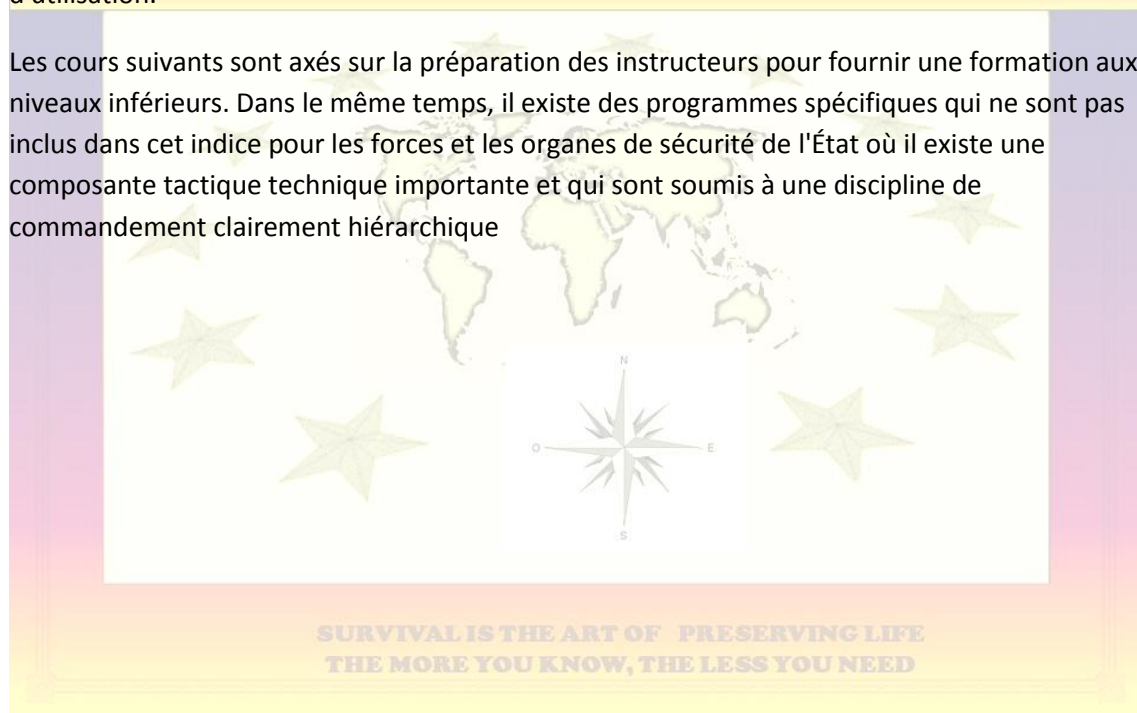 d'utilisation.
Les cours suivants sont axés sur la préparation des instructeurs pour fournir une formation aux
niveaux inférieurs. Dans le même temps, il existe des programmes spécifiques qui ne sont pas
inclus dans cet indice pour les forces et les organes de sécurité de l'État où il existe une
composante tactique technique importante et qui sont soumis à une discipline de
commandement clairement hiérarchique
N
O
E
S
SURVIVAL IS THE ART OF PRESERVING LIFE
THE MORE YOU KNOW, THE LESS YOU NEED